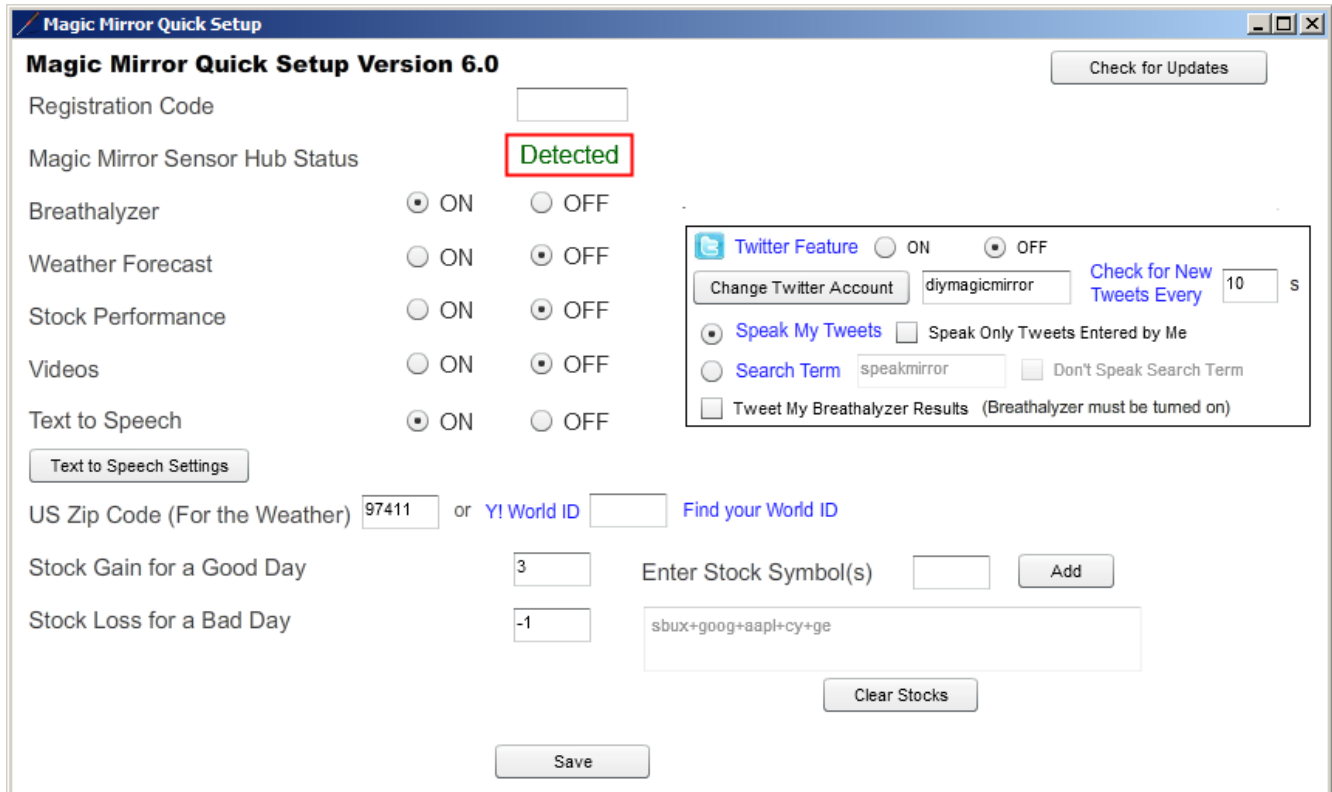 Magic Mirror Quick Setup
Magic Mirror Quick Setup Version 6.0
Check for Updates
Registration Code
Magic Mirror Sensor Hub Status Detected
Breathalyzer ON OFF
Weather Forecast ON OFF
Stock Performance ON OFF
Videos ON OFF
Text to Speech ON OFF
Twitter Feature ON OFF
Change Twitter Account diymagicmirror Check for New Tweets Every 10 s
Speak My Tweets Speak Only Tweets Entered by Me
Search Term speakmirror Don't Speak Search Term
Tweet My Breathalyzer Results (Breathalyzer must be turned on)
Text to Speech Settings
US Zip Code (For the Weather) 97411 or Y! World ID Find your World ID
Stock Gain for a Good Day 3 Enter Stock Symbol(s) Add
Stock Loss for a Bad Day -1 sbux+goog+aapl+cy+ge
Clear Stocks
Save